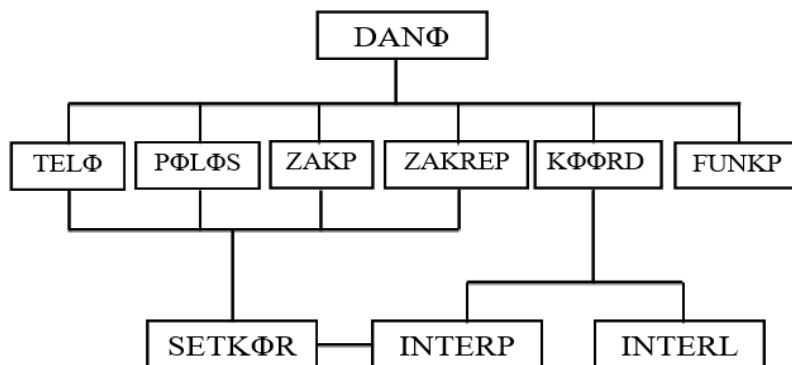 DANΦ
TELΦ PΦLΦS ZAKP ZAKREP KΦΦRD FUNKP
SETKΦR INTERP INTERL